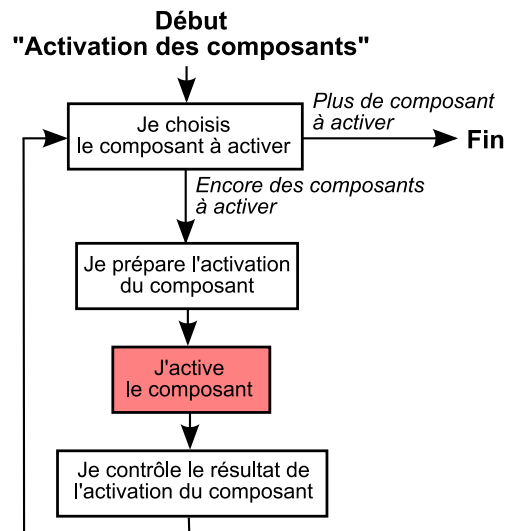 Début
"Activation des composants"
Plus de composant
à activer
Je choisis
le composant à activer
Fin
Encore des composants
à activer
Je prépare l'activation
du composant
J'active
le composant
Je contrôle le résultat de
l'activation du composant